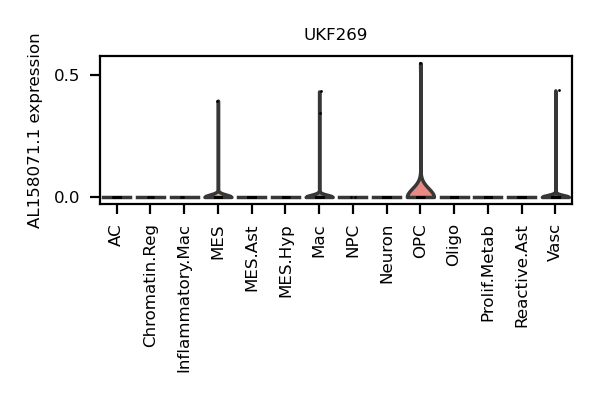 UKF269
AL158071.1 expression
0.5
0.0
AC
Chromatin.Reg
Inflammatory.Mac
MES
MES.Ast
MES.Hyp
Mac
NPC
Neuron
OPC
Oligo
Prolif.Metab
Reactive.Ast
Vasc